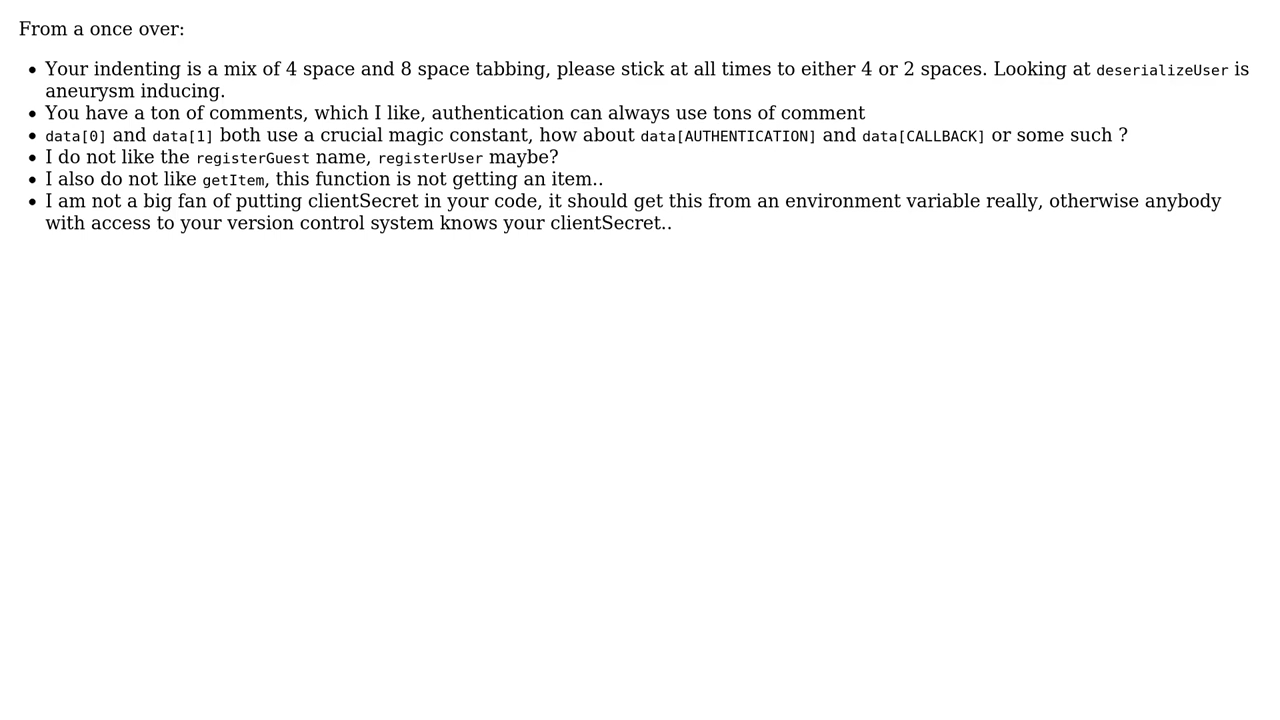 From a once over:
• Your indenting is a mix of 4 space and 8 space tabbing, please stick at all times to either 4 or 2 spaces. Looking at deserializeUser is
aneurysm inducing.
• You have a ton of comments, which I like, authentication can always use tons of comment
• data[0] and data[1] both use a crucial magic constant, how about data[AUTHENTICATION] and data[CALLBACK] or some such ?
• I do not like the registerGuest name, registerUser maybe?
• I also do not like getItem, this function is not getting an item..
• I am not a big fan of putting clientSecret in your code, it should get this from an environment variable really, otherwise anybody
with access to your version control system knows your clientSecret..